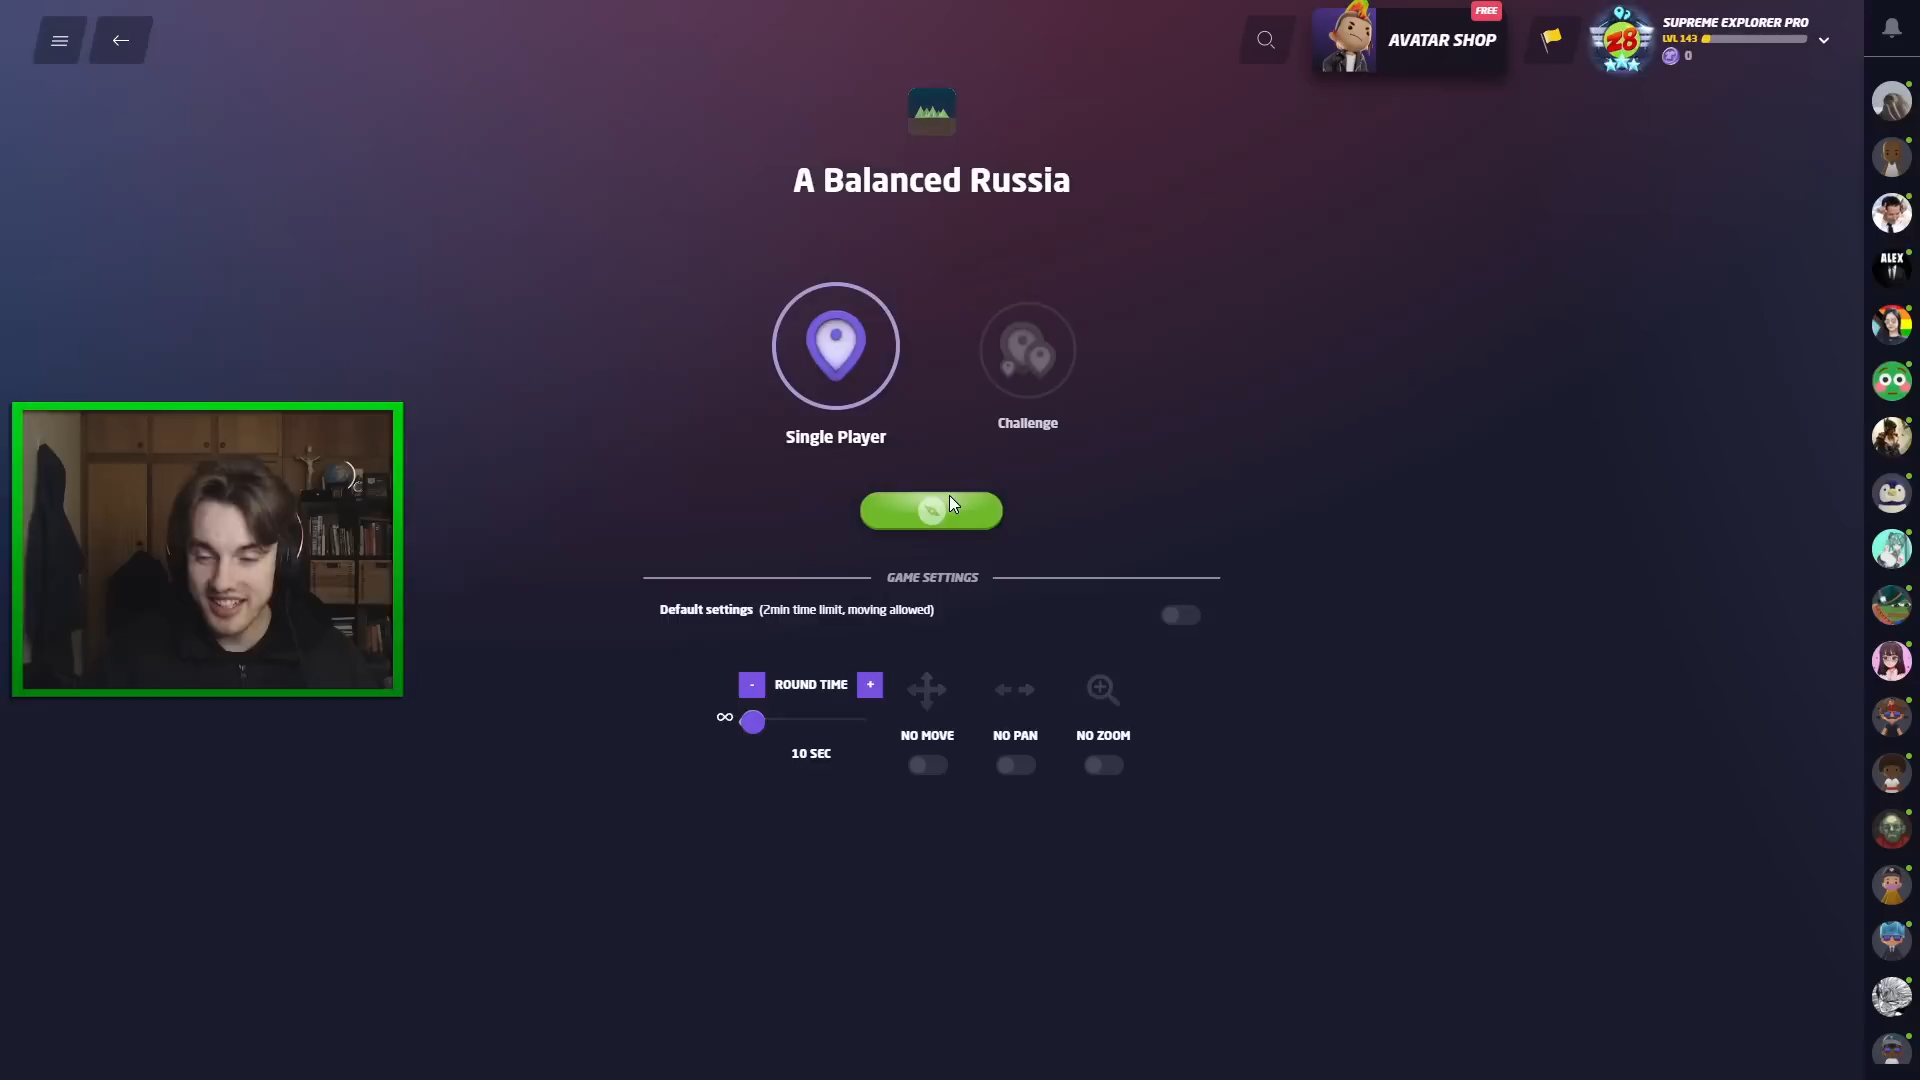 FREE
AVATAR SHOP
Z8
SUPREME EXPLORER PRO
LVL 143
0
A Balanced Russia
ALEX
Single Player
Challenge
GAME SETTINGS
Default settings (2min time limit, moving allowed)
- ROUND TIME +
∞
10 SEC
NO MOVE
NO PAN
NO ZOOM